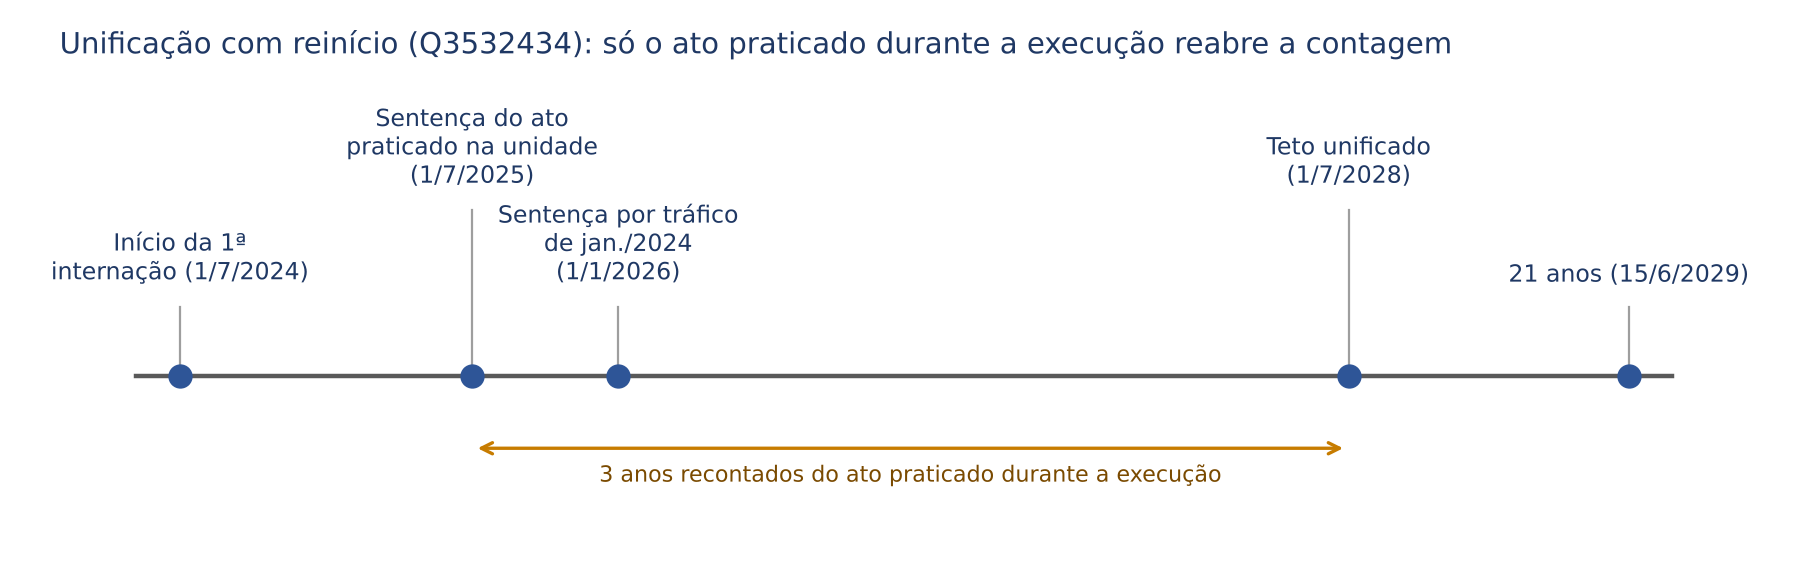 Unificação com reinício (Q3532434): só o ato praticado durante a execução reabre a contagem
Início da 1ª
internação (1/7/2024)
Sentença do ato
praticado na unidade
(1/7/2025)
Sentença por tráfico
de jan./2024
(1/1/2026)
Teto unificado
(1/7/2028)
21 anos (15/6/2029)
3 anos recontados do ato praticado durante a execução